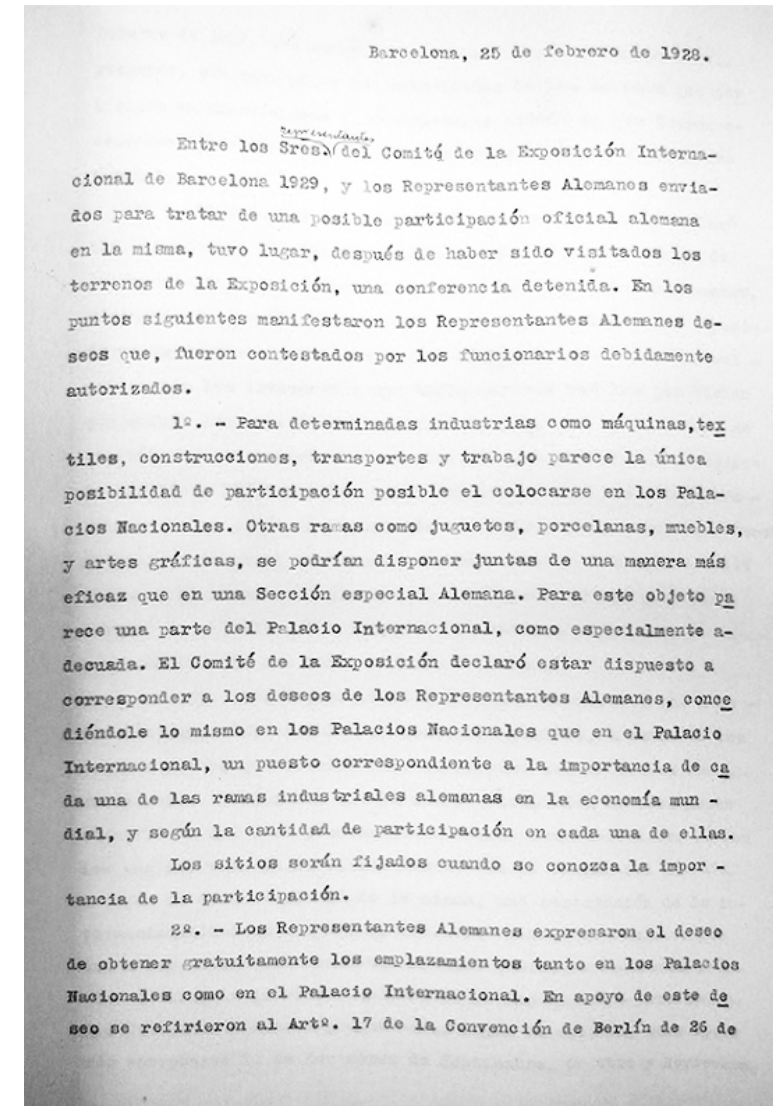 Barcelona, 25 de febrero de 1928.
representantes
Entre los Sres. del Comité de la Exposición Interna-
cional de Barcelona 1929, y los Representantes Alemanes envia-
dos para tratar de una posible participación oficial alemana
en la misma, tuvo lugar, después de haber sido visitados los
terrenos de la Exposición, una conferencia detenida. En los
puntos siguientes manifestaron los Representantes Alemanes de-
seos que, fueron contestados por los funcionarios debidamente
autorizados.
1º. - Para determinadas industrias como máquinas,tex
tiles, construcciones, transportes y trabajo parece la única
posibilidad de participación posible el colocarse en los Pala-
cios Nacionales. Otras ramas como juguetes, porcelanas, muebles,
y artes gráficas, se podrían disponer juntas de una manera más
eficaz que en una Sección especial Alemana. Para este objeto pa
rece una parte del Palacio Internacional, como especialmente a-
decuada. El Comité de la Exposición declaró estar dispuesto a
corresponder a los deseos de los Representantes Alemanes, conce
diéndole lo mismo en los Palacios Nacionales que en el Palacio
Internacional, un puesto correspondiente a la importancia de ca
da una de las ramas industriales alemanas en la economía mun -
dial, y según la cantidad de participación en cada una de ellas.
Los sitios serán fijados cuando se conozca la impor -
tancia de la participación.
2º. - Los Representantes Alemanes expresaron el deseo
de obtener gratuitamente los emplazamientos tanto en los Palacios
Nacionales como en el Palacio Internacional. En apoyo de este de
seo se refirieron al Artº. 17 de la Convención de Berlín de 26 de